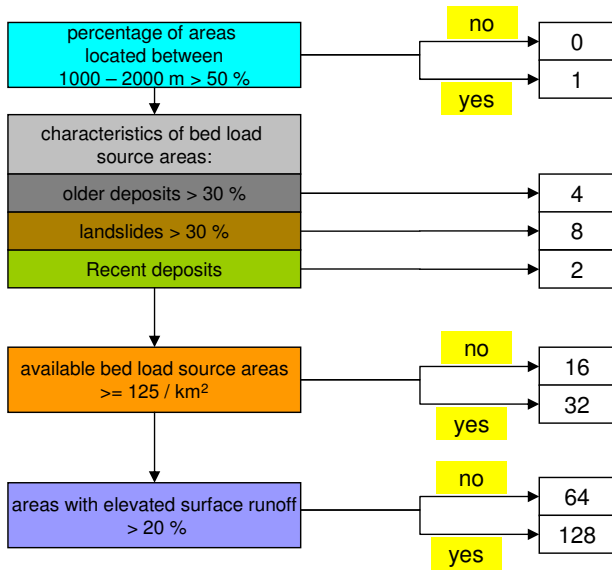 percentage of areas
located between
1000 – 2000 m > 50 %
no
0
1
yes
characteristics of bed load
source areas:
older deposits > 30 %
4
landslides > 30 %
8
Recent deposits
2
available bed load source areas
>= 125 / km²
no
16
32
yes
areas with elevated surface runoff
> 20 %
no
64
128
yes